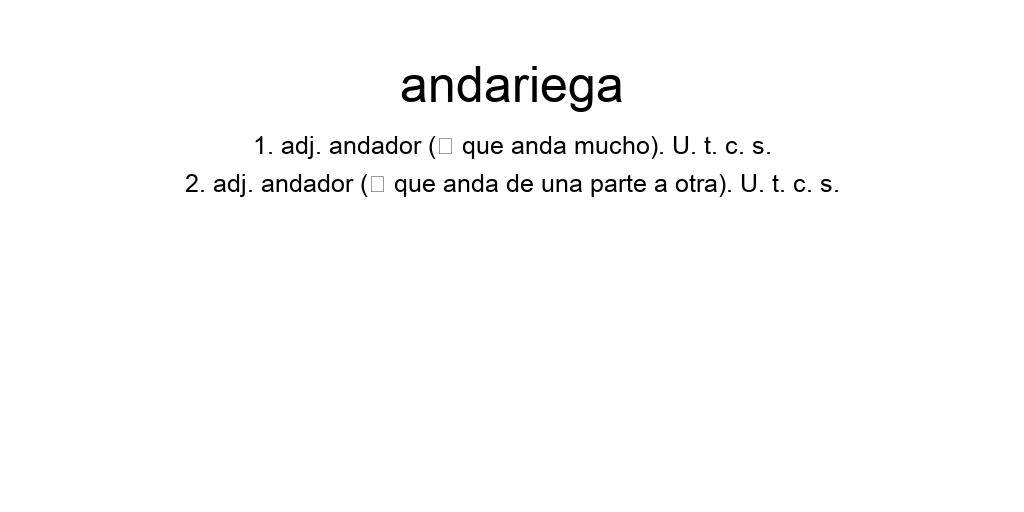 andariega
1. adj. andador (□ que anda mucho). U. t. c. s.
2. adj. andador (□ que anda de una parte a otra). U. t. c. s.